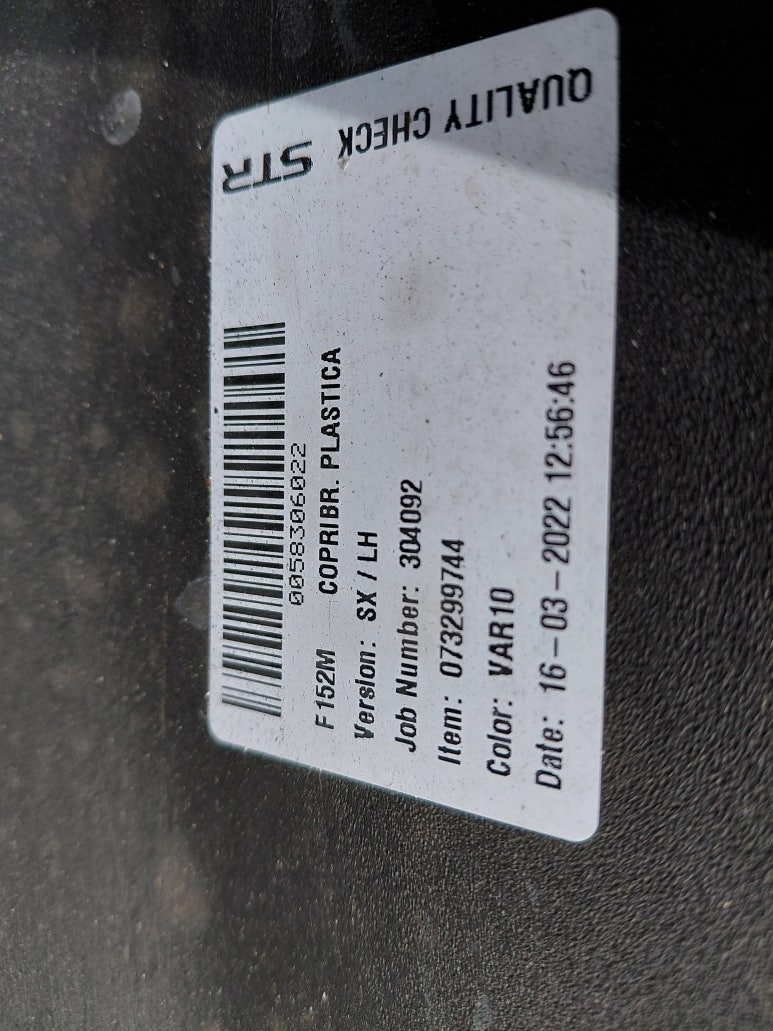 0058306022
F152M COPRIBR. PLASTICA
Version: SX / LH
Job Number: 304092
Item: 073299744
Color: VAR10
Date: 16-03-2022 12:56:46
STR
QUALITY CHECK